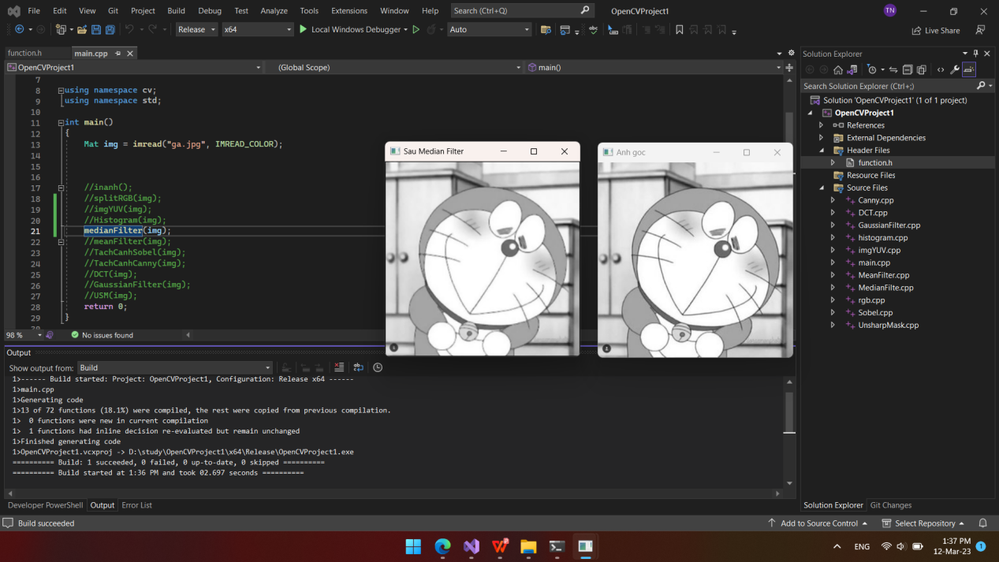 File Edit View Git Project Build Debug Test Analyze Tools Extensions Window Help Search (Ctrl+Q) OpenCVProject1 TN
Release x64 Local Windows Debugger Auto Live Share
function.h main.cpp
OpenCVProject1 (Global Scope) main()
7
8 using namespace cv;
9 using namespace std;
10
11 int main()
12 {
13 Mat img = imread("ga.jpg", IMREAD_COLOR);
14
15
16
17 //inanh();
18 //splitRGB(img);
19 //imgYUV(img);
20 //Histogram(img);
21 medianFilter(img);
22 //meanFilter(img);
23 //TachCanhSobel(img);
24 //TachCanhCanny(img);
25 //DCT(img);
26 //GaussianFilter(img);
27 //USM(img);
28 return 0;
29 }
30
98 % No issues found
Sau Median Filter
Anh goc
Output
Show output from: Build
1>------ Build started: Project: OpenCVProject1, Configuration: Release x64 ------
1>main.cpp
1>Generating code
1>13 of 72 functions (18.1%) were compiled, the rest were copied from previous compilation.
1> 0 functions were new in current compilation
1> 1 functions had inline decision re-evaluated but remain unchanged
1>Finished generating code
1>OpenCVProject1.vcxproj -> D:\study\OpenCVProject1\x64\Release\OpenCVProject1.exe
========== Build: 1 succeeded, 0 failed, 0 up-to-date, 0 skipped ==========
========== Build started at 1:36 PM and took 02.697 seconds ==========
Developer PowerShell Output Error List
Solution Explorer
Search Solution Explorer (Ctrl+;)
Solution 'OpenCVProject1' (1 of 1 project)
OpenCVProject1
References
External Dependencies
Header Files
function.h
Resource Files
Source Files
Canny.cpp
DCT.cpp
GaussianFilter.cpp
histogram.cpp
imgYUV.cpp
main.cpp
MeanFilter.cpp
MedianFilte.cpp
rgb.cpp
Sobel.cpp
UnsharpMask.cpp
Solution Explorer Git Changes
Build succeeded Add to Source Control Select Repository
ENG 1:37 PM 1
12-Mar-23